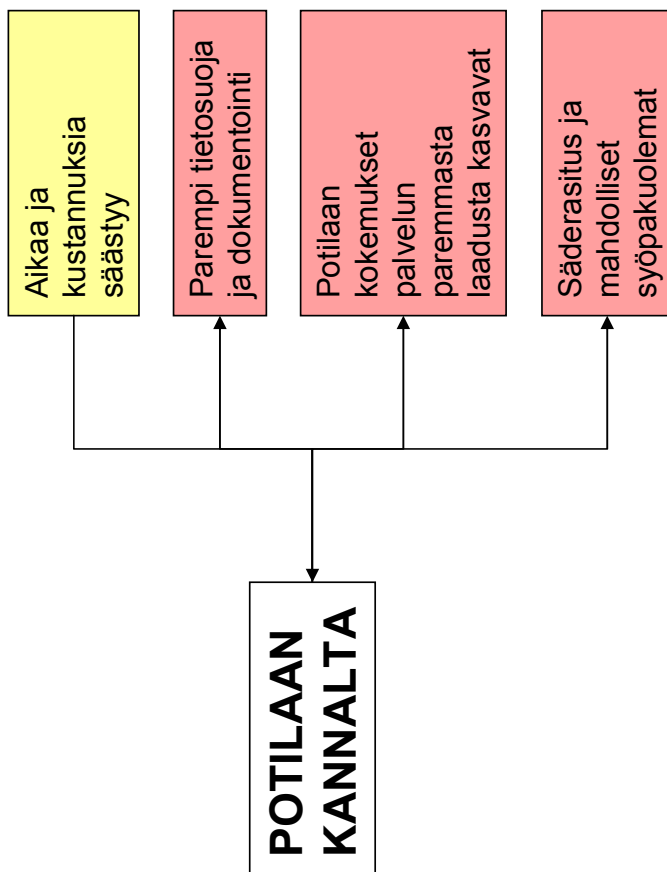 POTILAAN
KANNALTA
Aikaa ja
kustannuksia
säästyy
Parempi tietosuoja
ja dokumentointi
Potilaan
kokemukset
palvelun
paremmasta
laadusta kasvavat
Säderasitus ja
mahdolliset
syöpakuolemat